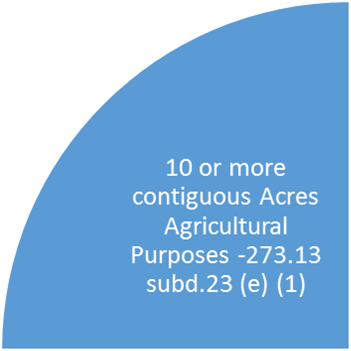 10 or more
contiguous Acres
Agricultural
Purposes -273.13
subd.23 (e) (1)